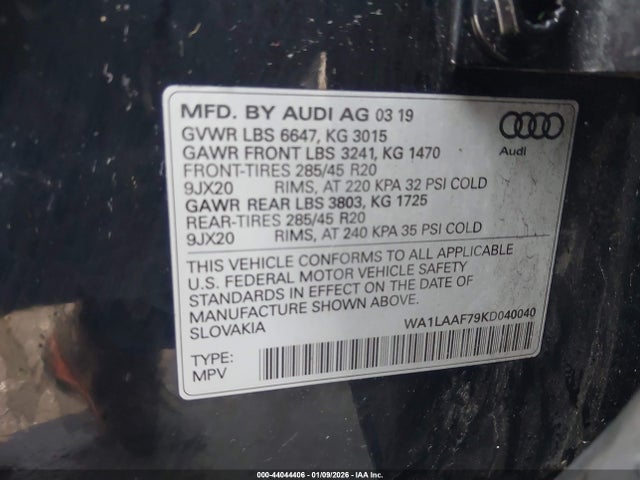 MFD. BY AUDI AG 03 19
GVWR LBS 6647, KG 3015
GAWR FRONT LBS 3241, KG 1470
FRONT-TIRES 285/45 R20
9JX20 RIMS, AT 220 KPA 32 PSI COLD
GAWR REAR LBS 3803, KG 1725
REAR-TIRES 285/45 R20
9JX20 RIMS, AT 240 KPA 35 PSI COLD
Audi
THIS VEHICLE CONFORMS TO ALL APPLICABLE
U.S. FEDERAL MOTOR VEHICLE SAFETY
STANDARDS IN EFFECT ON THE DATE OF
MANUFACTURE SHOWN ABOVE.
SLOVAKIA
WA1LAAF79KD040040
TYPE:
MPV
000-44044406 - 01/09/2026 - IAA Inc.